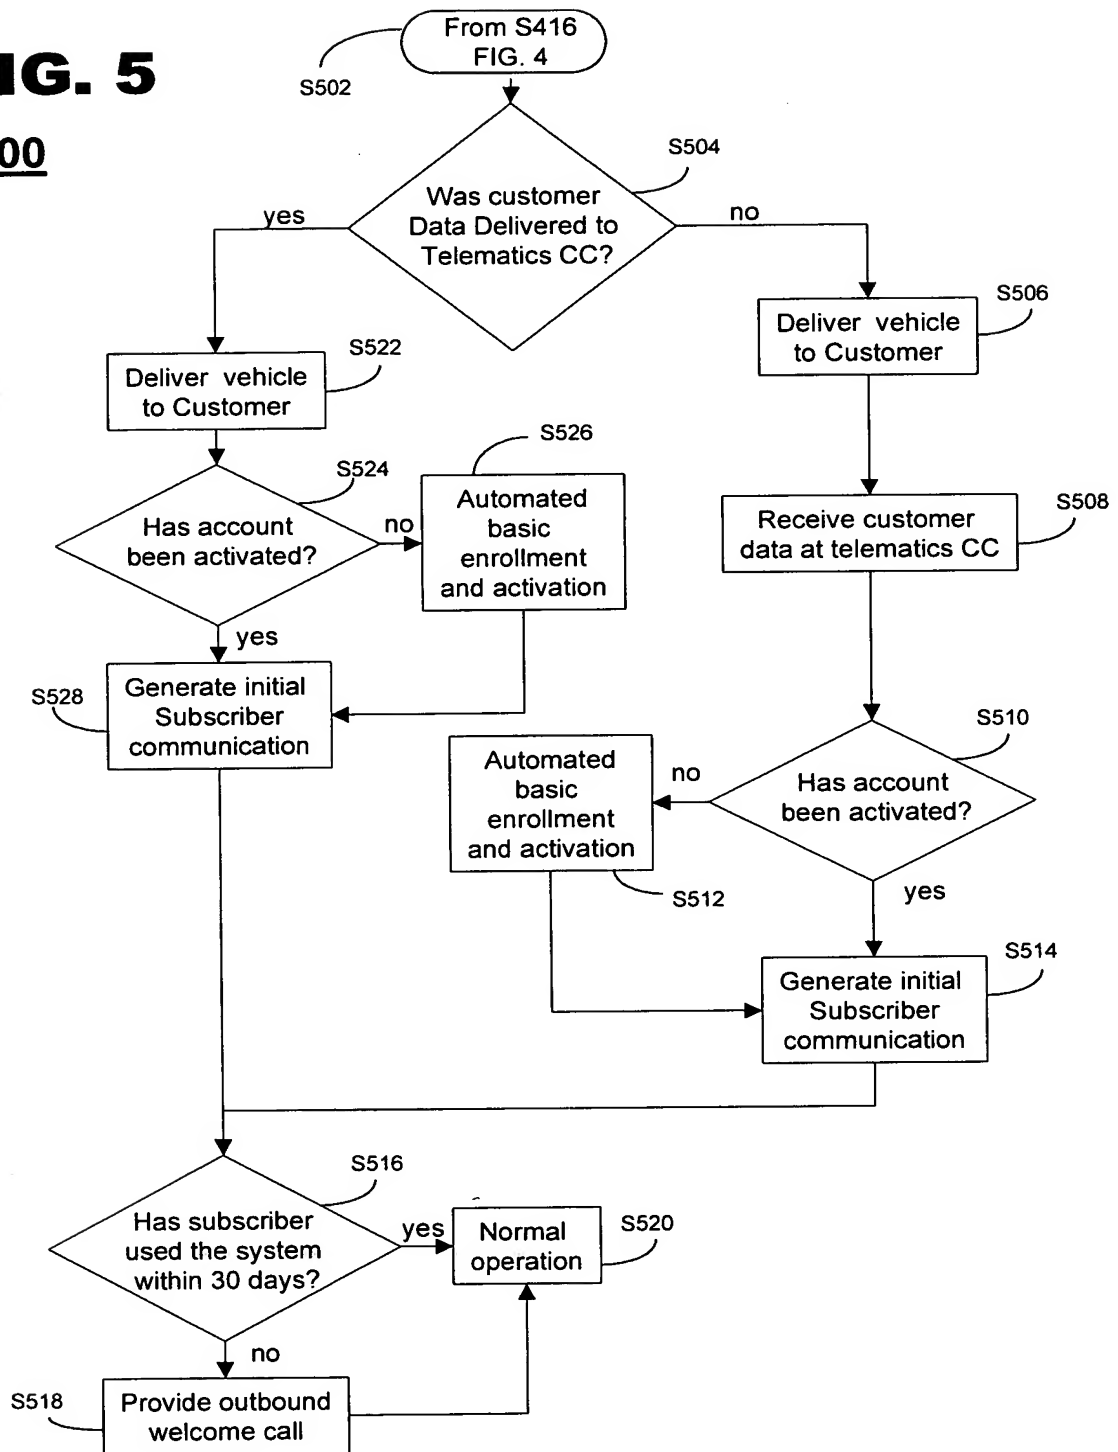 From S416
FIG. 4
S502
IG. 5
00
S504
Was customer
Data Delivered to
Telematics CC?
yes
no
S506
Deliver vehicle
to Customer
S522
Deliver vehicle
to Customer
S526
S524
Has account
been activated?
no
Automated
basic
enrollment
and activation
S508
Receive customer
data at telematics CC
yes
S528
Generate initial
Subscriber
communication
S510
Has account
been activated?
no
Automated
basic
enrollment
and activation
S512
yes
S514
Generate initial
Subscriber
communication
S516
Has subscriber
used the system
within 30 days?
yes
Normal
operation
S520
no
S518
Provide outbound
welcome call